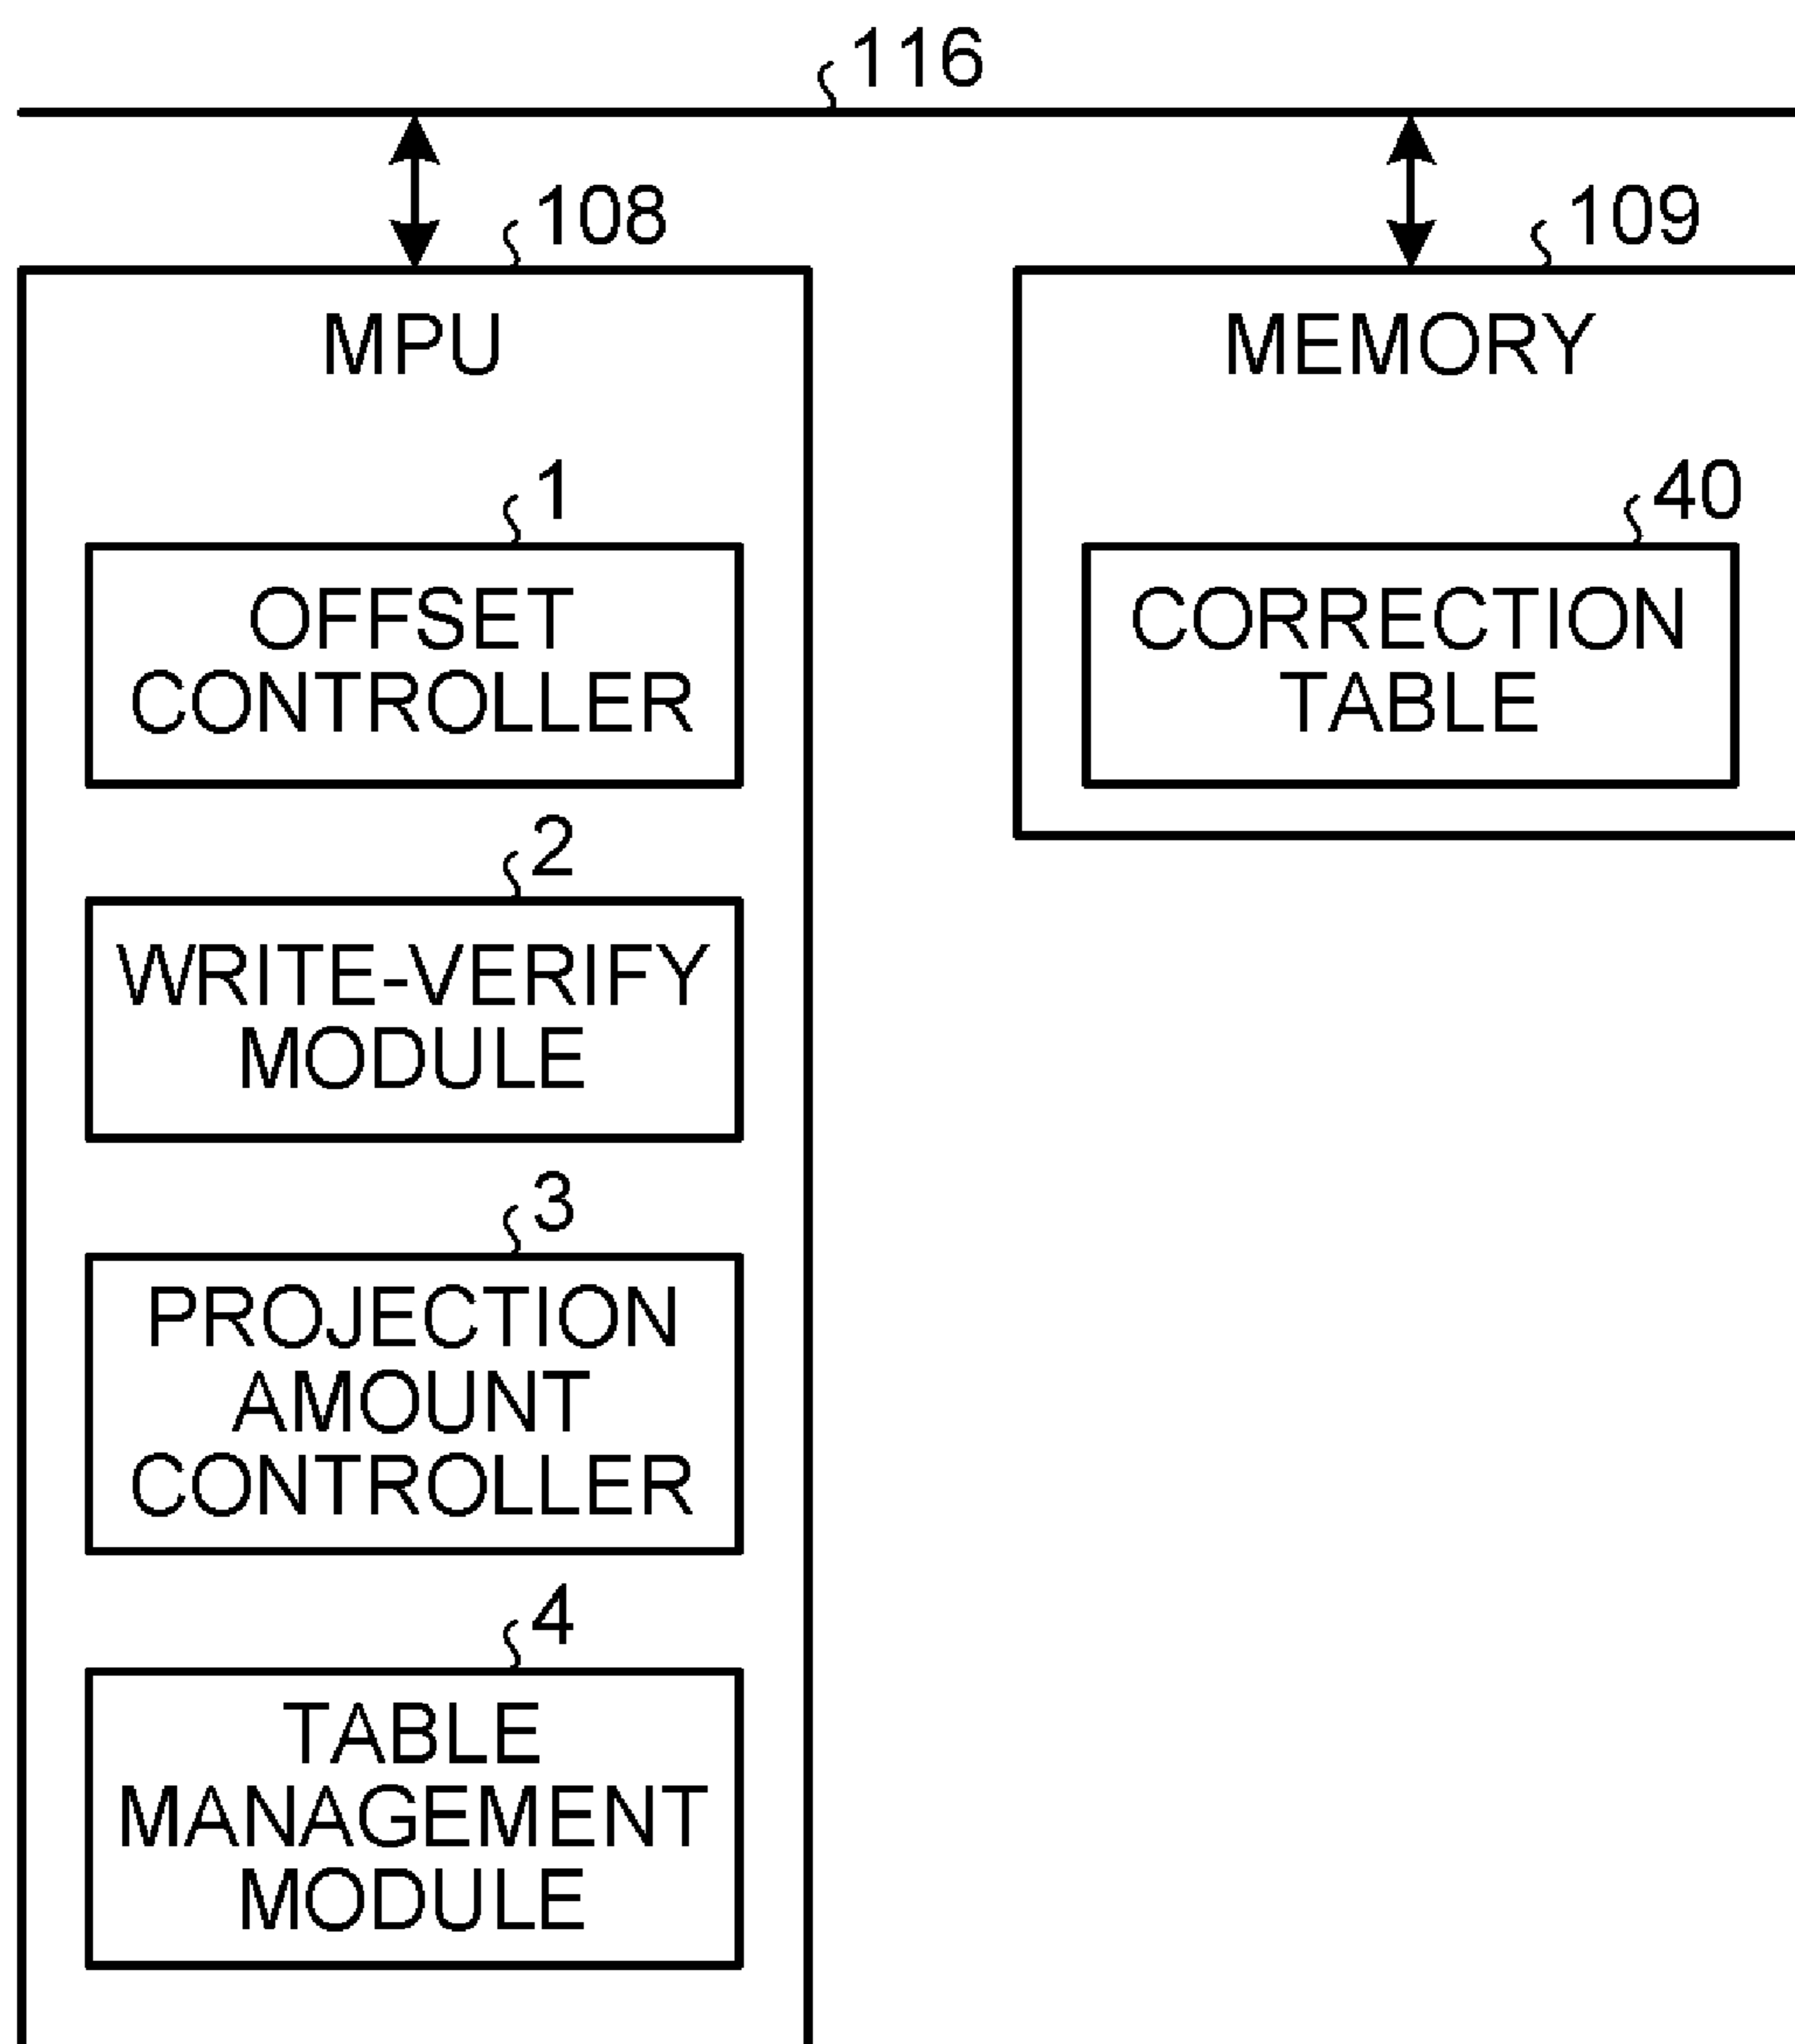 116
108
MPU
1
OFFSET
CONTROLLER
2
WRITE-VERIFY
MODULE
3
PROJECTION
AMOUNT
CONTROLLER
4
TABLE
MANAGEMENT
MODULE
109
MEMORY
40
CORRECTION
TABLE